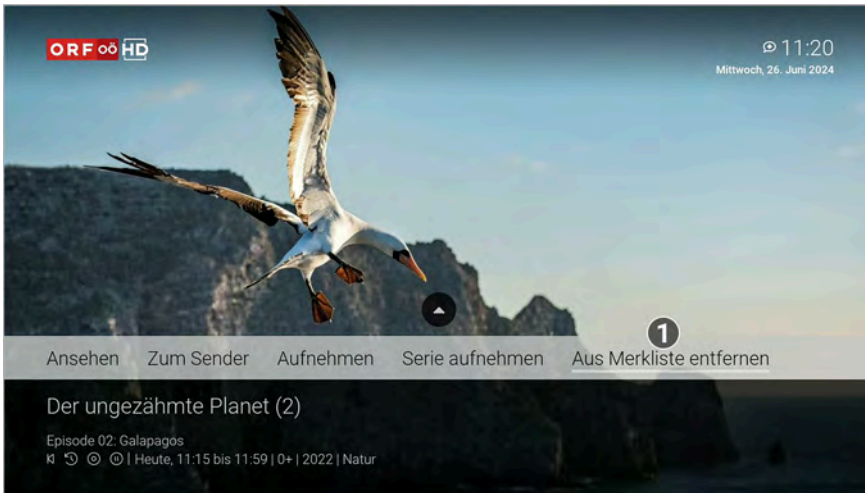 ORF oö HD
11:20
Mittwoch, 26. Juni 2024
1
Ansehen Zum Sender Aufnehmen Serie aufnehmen Aus Merkliste entfernen
Der ungezähmte Planet (2)
Episode 02: Galapagos
| Heute, 11:15 bis 11:59 | 0+ | 2022 | Natur